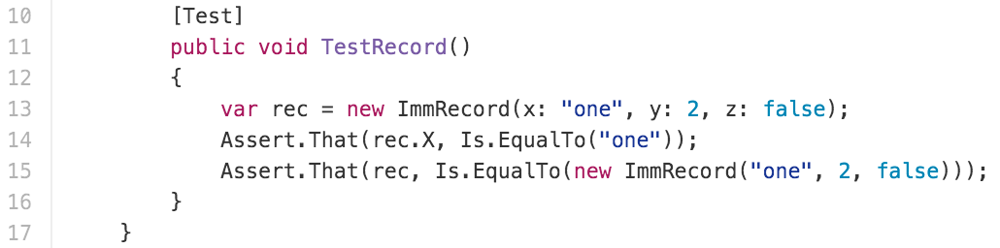 10 [Test]
11 public void TestRecord()
12 {
13 var rec = new ImmRecord(x: "one", y: 2, z: false);
14 Assert.That(rec.X, Is.EqualTo("one"));
15 Assert.That(rec, Is.EqualTo(new ImmRecord("one", 2, false)));
16 }
17 }